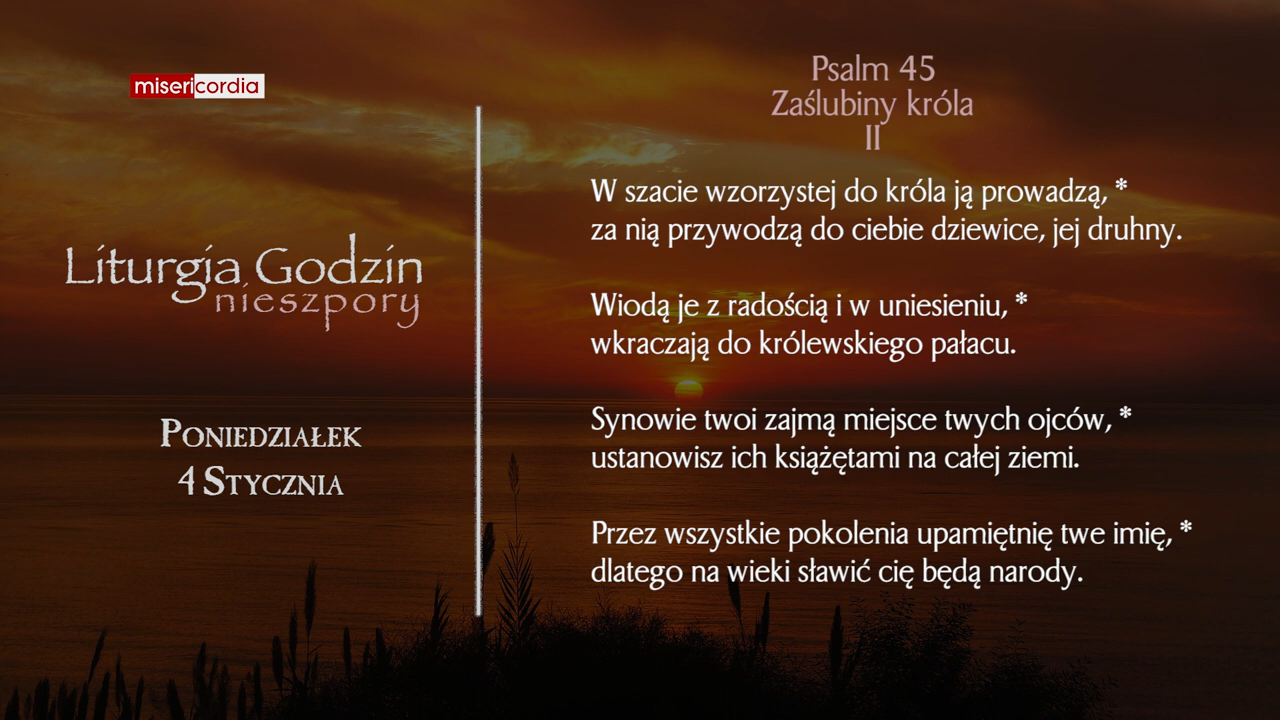 misericordia
Liturgia Godzin
nieszpory
Poniedziałek
4 Stycznia
Psalm 45
Zaślubiny króla
II
W szacie wzorzystej do króla ją prowadzą, *
za nią przywodzą do ciebie dziewice, jej druhny.
Wiodą je z radością i w uniesieniu, *
wkraczają do królewskiego pałacu.
Synowie twoi zajmą miejsce twych ojców, *
ustanowisz ich książętami na całej ziemi.
Przez wszystkie pokolenia upamiętnię twe imię, *
dlatego na wieki sławić cię będą narody.